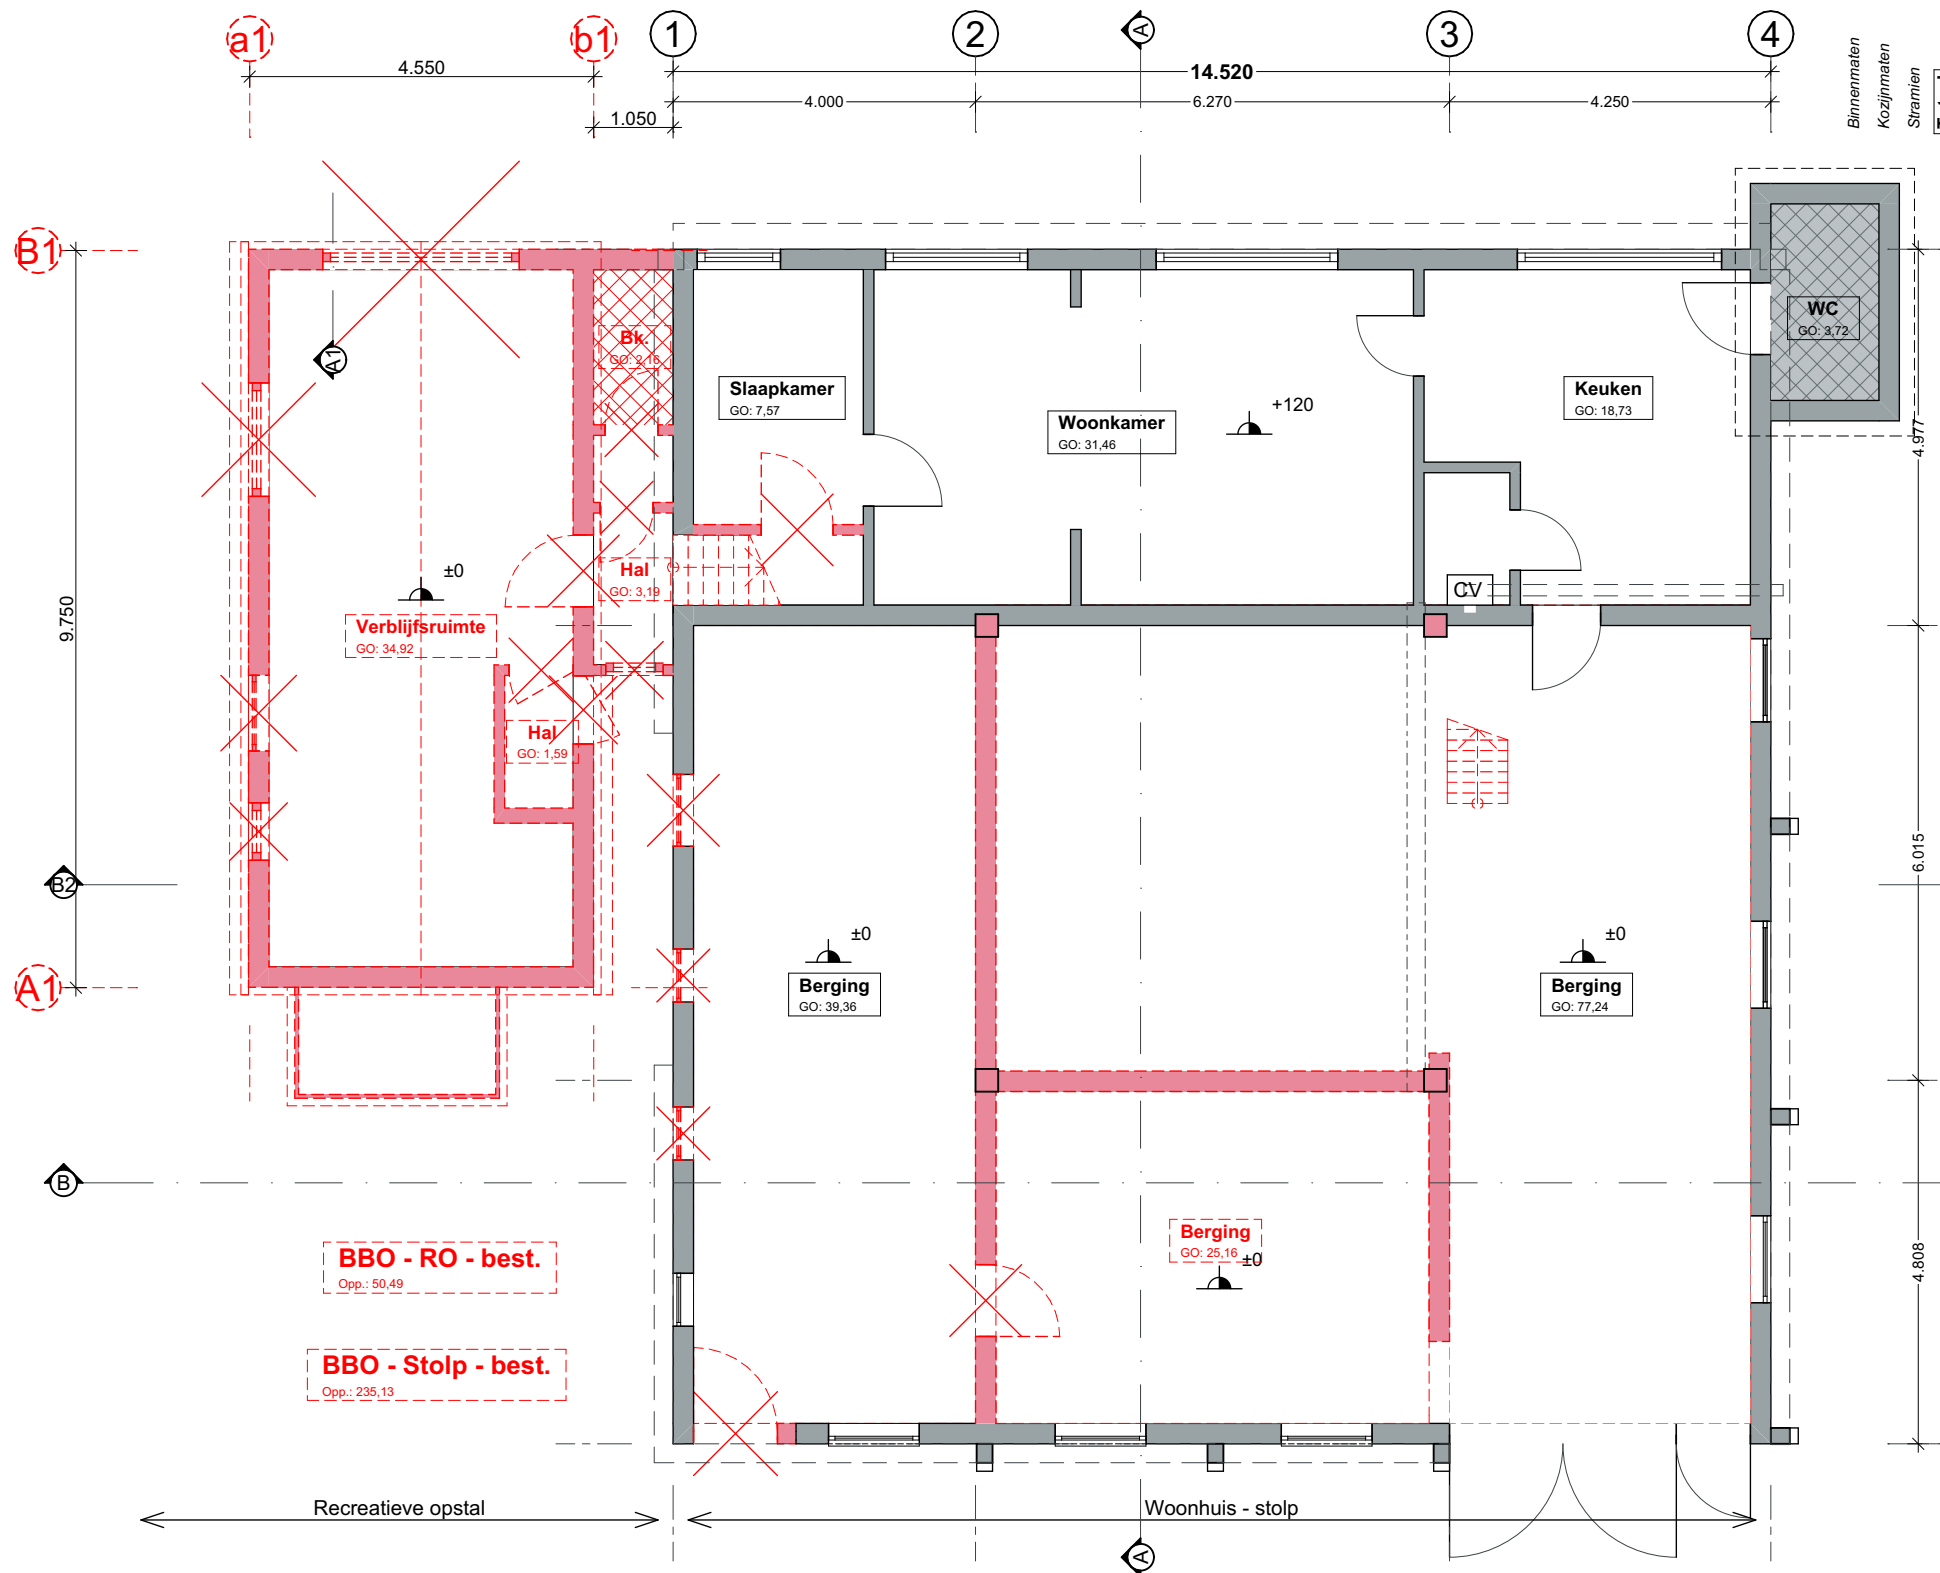 a1
b1
1
2
A
3
4
4.550
14.520
4.000
6.270
4.250
1.050
Binnenmaten
Kozijnmaten
Stramien
B1
A1
Bk.
GO: 2,16
Slaapkamer
GO: 7,57
Woonkamer
GO: 31,46
+120
Keuken
GO: 18,73
WC
GO: 3,72
4.977
±0
Hal
GO: 3,19
CV
9.750
Verblijfsruimte
GO: 34,92
Hal
GO: 1,59
6.015
B2
±0
±0
A1
Berging
GO: 39,36
Berging
GO: 77,24
B
Berging
GO: 25,16
±0
4.808
BBO - RO - best.
Opp.: 50,49
BBO - Stolp - best.
Opp.: 235,13
Recreatieve opstal
Woonhuis - stolp
A